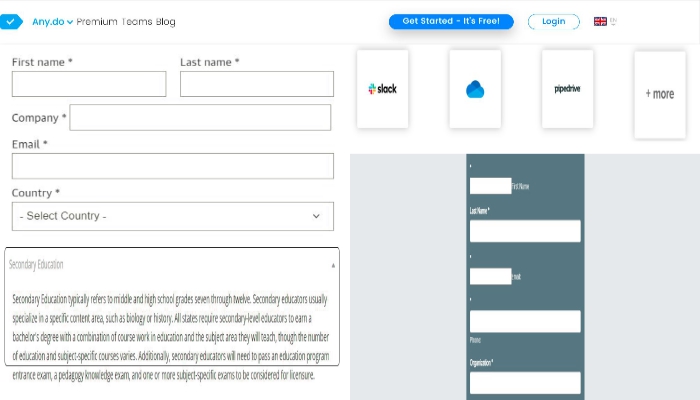 Any.do Premium Teams Blog Get Started - It's Free! Login EN
First name * Last name *
Company *
Email *
Country *
- Select Country -
slack
pipedrive
+ more
Secondary Education
Secondary Education typically refers to middle and high school grades seven through twelve. Secondary educators usually
specialize in a specific content area, such as biology or history. All states require secondary-level educators to earn a
bachelor's degree with a combination of course work in education and the subject area they will teach, though the number
of education and subject-specific courses varies. Additionally, secondary educators will need to pass an education program
entrance exam, a pedagogy knowledge exam, and one or more subject-specific exams to be considered for licensure.
*
First Name
Last Name *
*
Email
*
Phone
Organization *